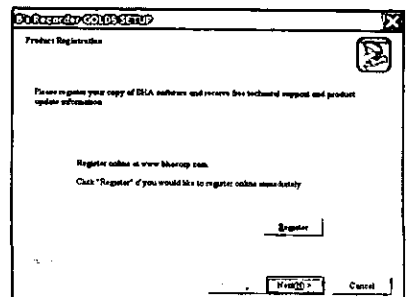 B's Recorder GOLD5 SETUP
Product Registration
Please register your copy of BHA software and receive free technical support and product
update information
Register online at www.bhacorp.com.
Click "Register" if you would like to register online immediately
Register
Next(N) >
Cancel